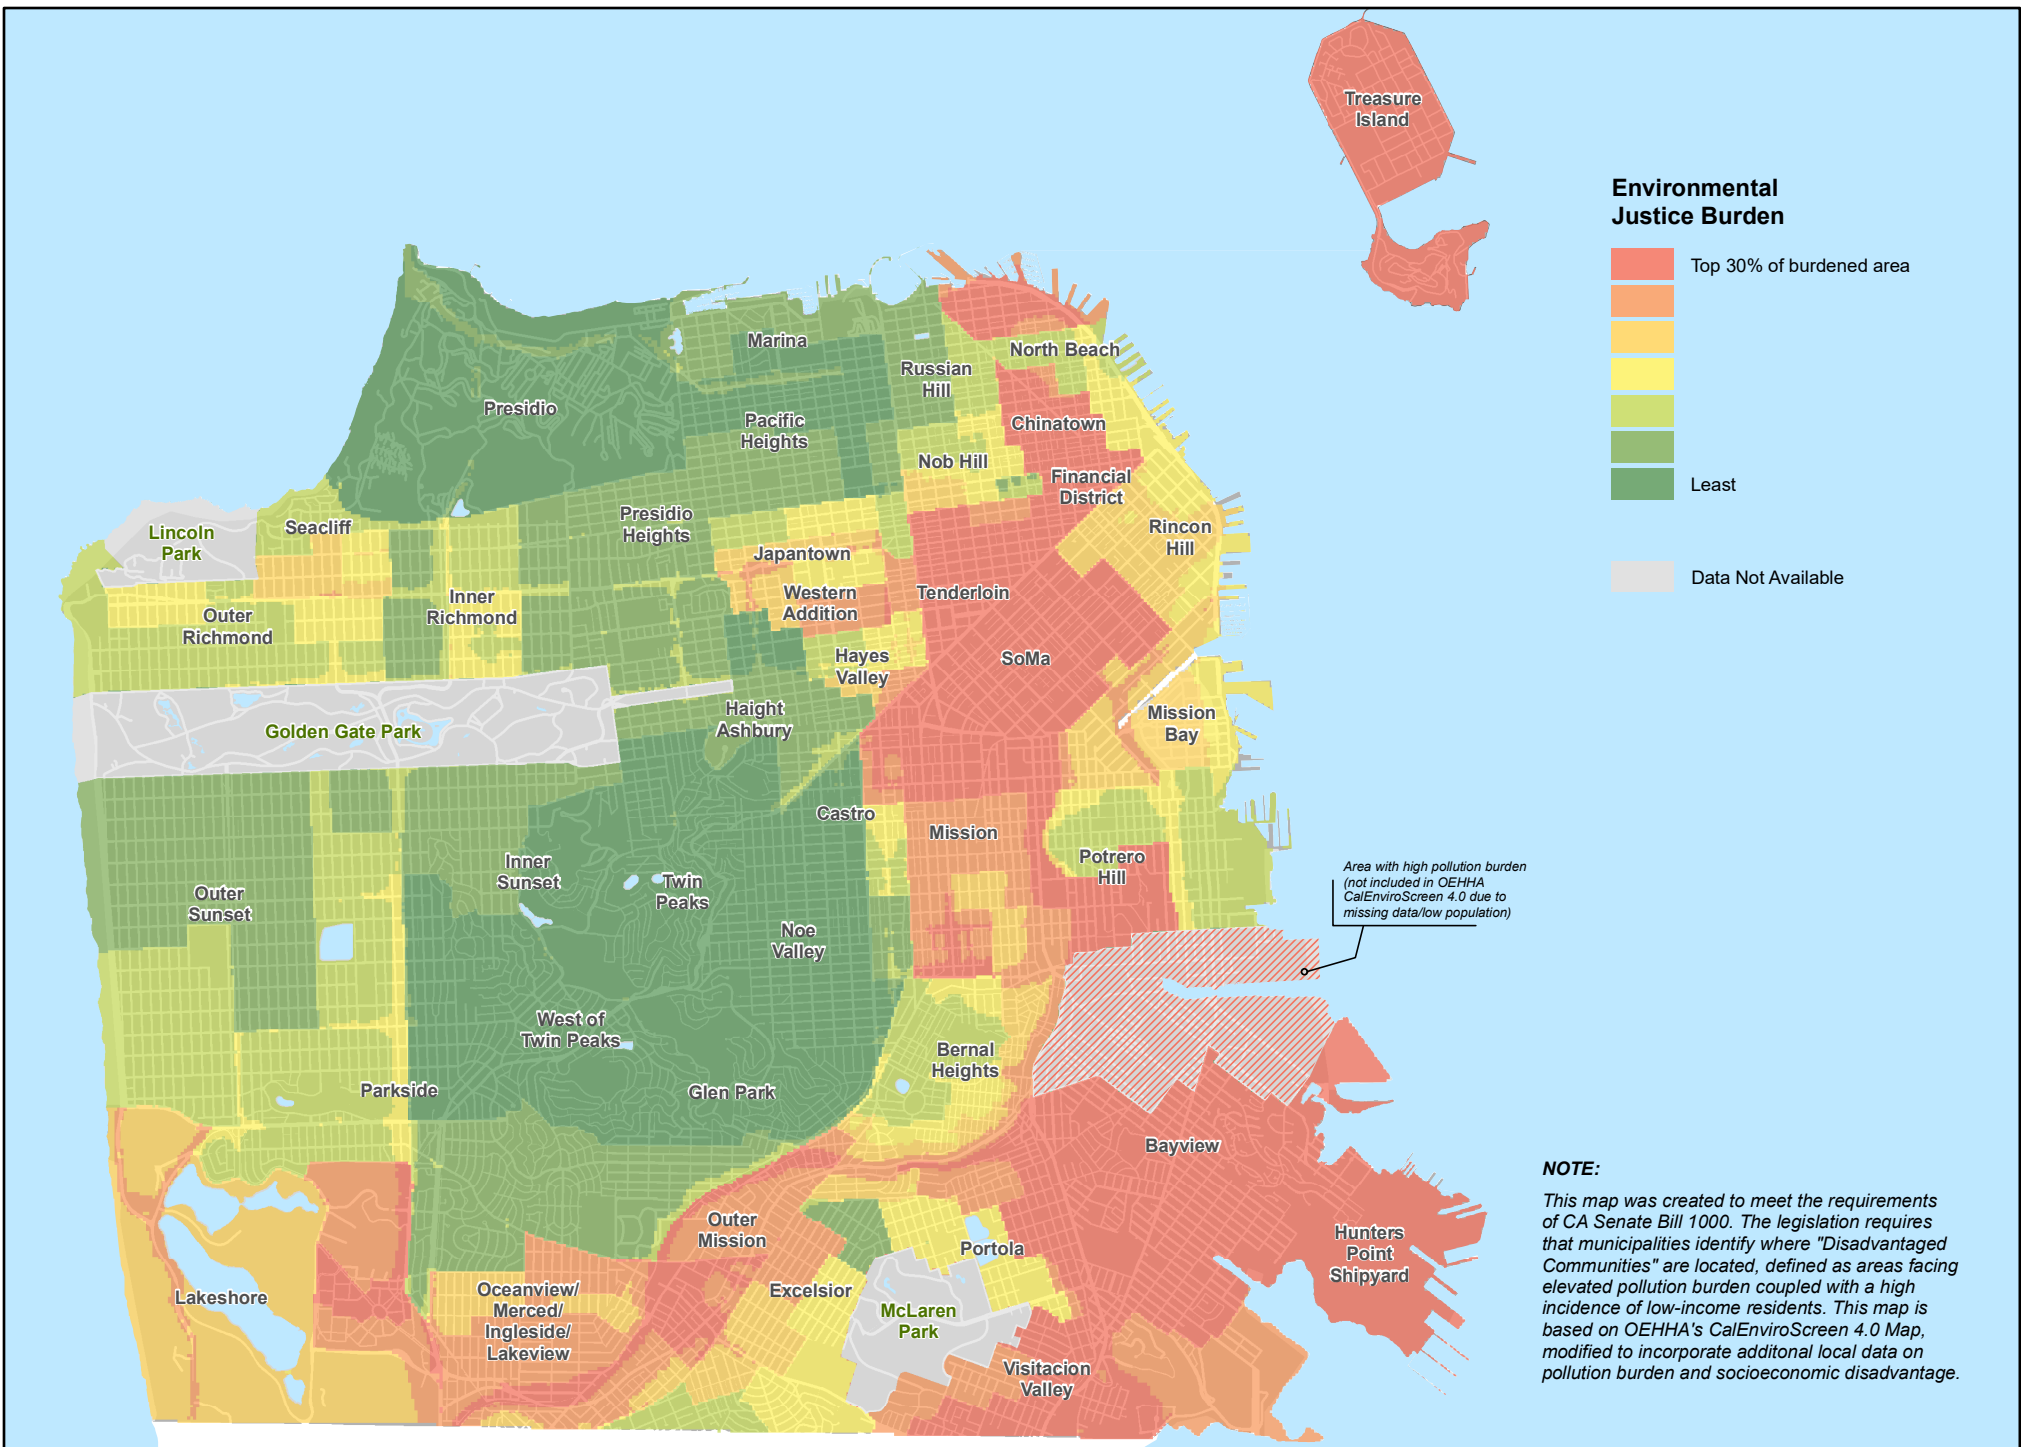 Treasure
Island
Environmental
Justice Burden
Top 30% of burdened area
Least
Data Not Available
Marina
North Beach
Russian
Hill
Presidio
Pacific
Heights
Chinatown
Nob Hill
Financial
District
Presidio
Heights
Seacliff
Lincoln
Park
Rincon
Hill
Japantown
Western
Addition
Tenderloin
Inner
Richmond
Outer
Richmond
Hayes
Valley
SoMa
Haight
Ashbury
Mission
Bay
Golden Gate Park
Castro
Mission
Potrero
Hill
Inner
Sunset
Twin
Peaks
Outer
Sunset
Noe
Valley
Area with high pollution burden
(not included in OEHHA
CalEnviroScreen 4.0 due to
missing data/low population)
West of
Twin Peaks
Bernal
Heights
Parkside
Glen Park
Bayview
Outer
Mission
Portola
Hunters
Point
Shipyard
Lakeshore
Oceanview/
Merced/
Ingleside/
Lakeview
Excelsior
McLaren
Park
Visitacion
Valley
NOTE:
This map was created to meet the requirements
of CA Senate Bill 1000. The legislation requires
that municipalities identify where "Disadvantaged
Communities" are located, defined as areas facing
elevated pollution burden coupled with a high
incidence of low-income residents. This map is
based on OEHHA's CalEnviroScreen 4.0 Map,
modified to incorporate additonal local data on
pollution burden and socioeconomic disadvantage.